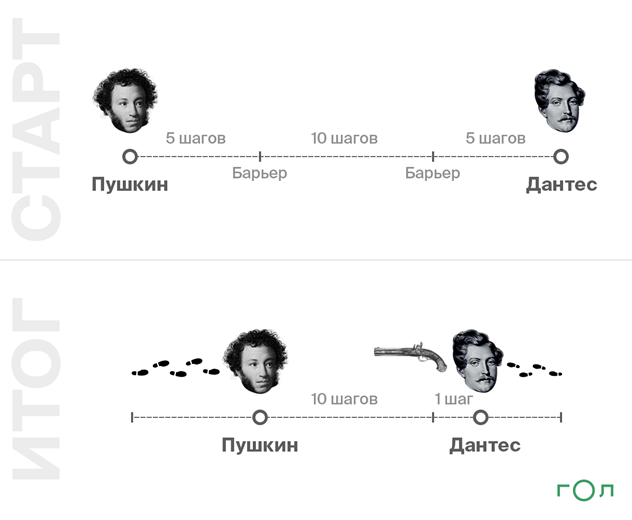 СТАРТ
5 шагов
10 шагов
5 шагов
Барьер
Барьер
Пушкин
Дантес
ИТОГ
10 шагов
1 шаг
Пушкин
Дантес
гОл